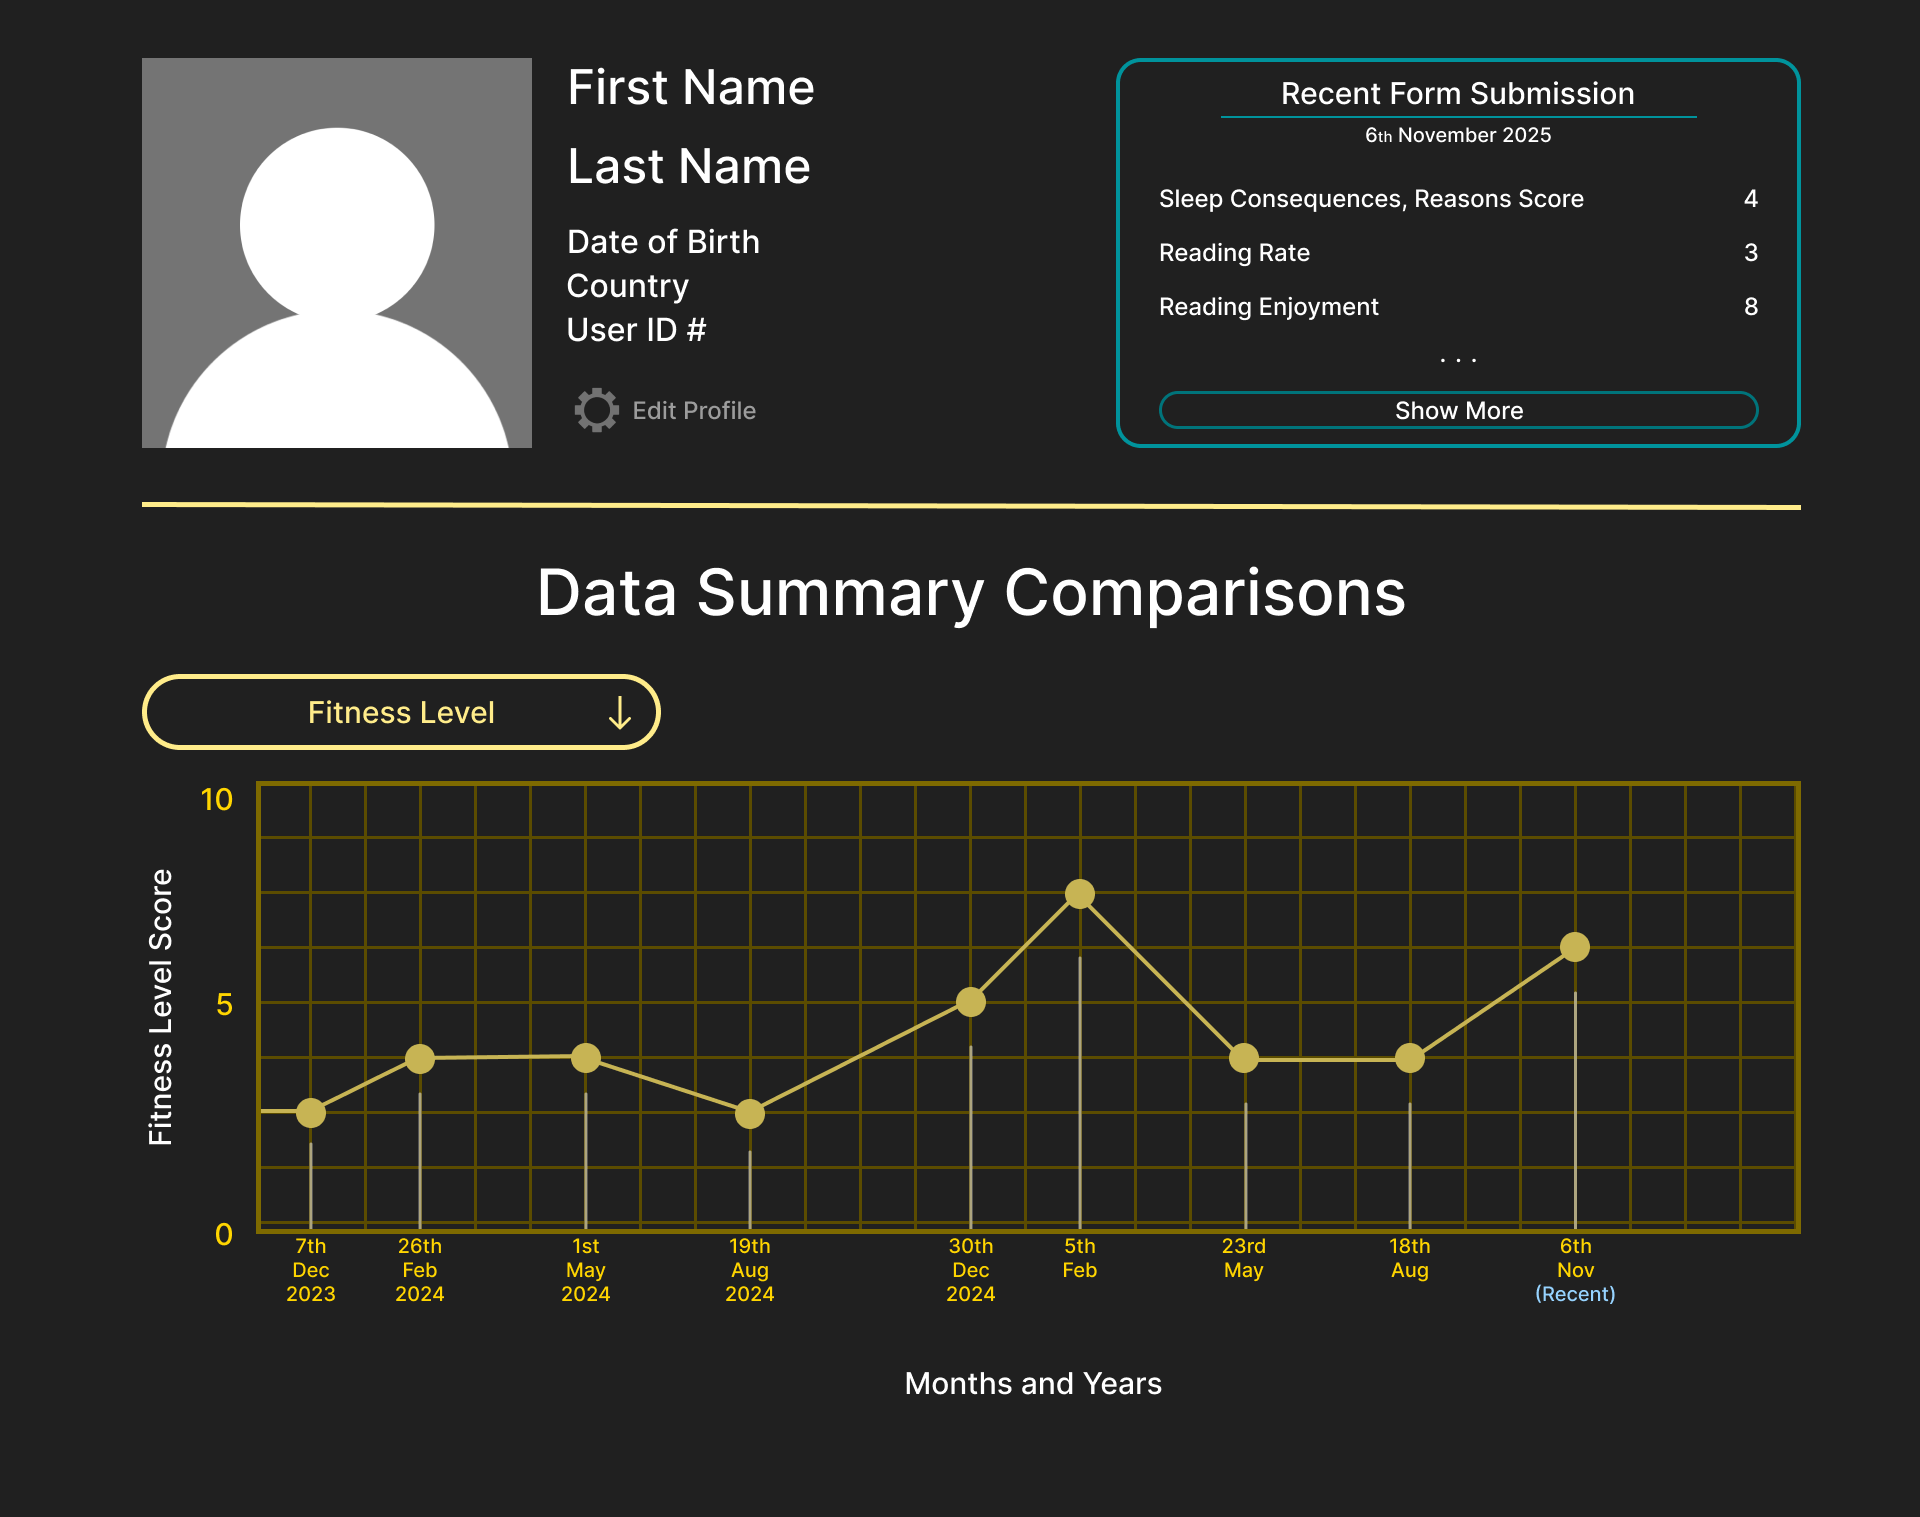 First Name
Last Name
Date of Birth
Country
User ID #
Edit Profile
Recent Form Submission
6th November 2025
Sleep Consequences, Reasons Score 4
Reading Rate 3
Reading Enjoyment 8
. . .
Show More
Data Summary Comparisons
Fitness Level
Fitness Level Score
10
5
0
7th Dec 2023
26th Feb 2024
1st May 2024
19th Aug 2024
30th Dec 2024
5th Feb
23rd May
18th Aug
6th Nov (Recent)
Months and Years